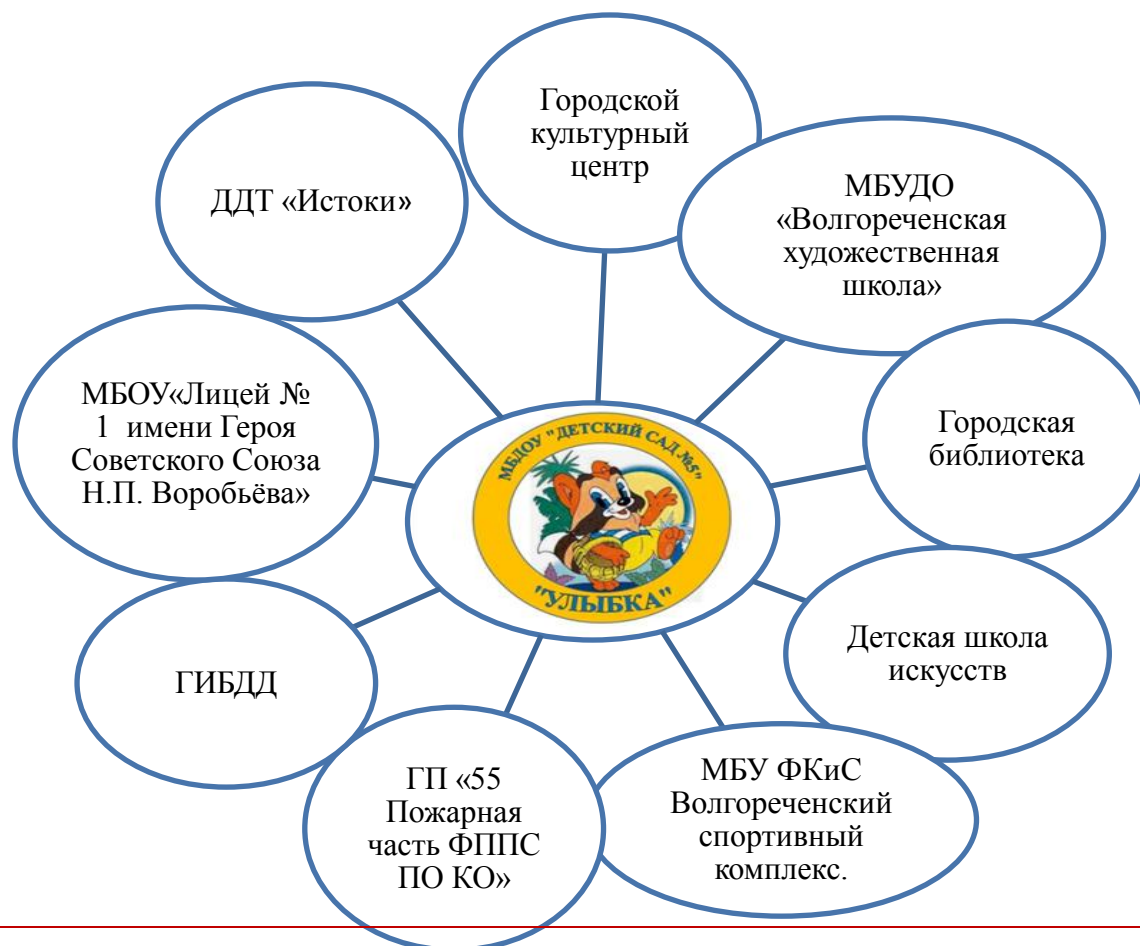 Городской
культурный
центр
МБУДО
«Волгореченская
художественная
школа»
Городская
библиотека
Детская школа
искусств
МБУ ФКиС
Волгореченский
спортивный
комплекс.
ГП «55
Пожарная
часть ФППС
ПО КО»
ГИБДД
МБОУ«Лицей №
1 имени Героя
Советского Союза
Н.П. Воробьёва»
ДДТ «Истоки»
МБДОУ "ДЕТСКИЙ САД №5"
"УЛЫБКА"